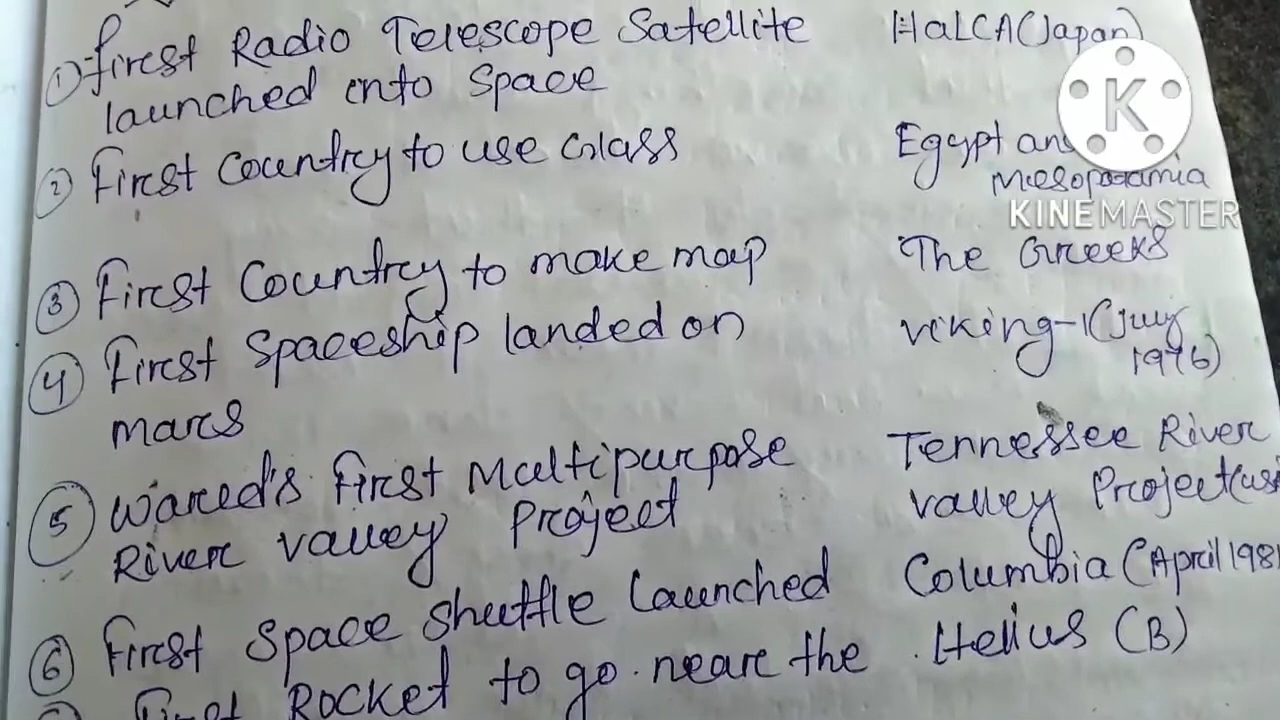 ① First Radio Telescope Satellite HaLCA (Japan)
launched into Space
② First Country to use Glass Egypt and
Mesopotamia
K
KINEMASTER
③ First Country to make map The Greeks
④ First Spaceship landed on Viking-1 (July
1976)
mars
⑤ World's First Multipurpose Tennessee River
River valley Project valley Project (us
⑥ First Space Shuttle Launched Columbia (April 1981
First Rocket to go near the Helius (B)